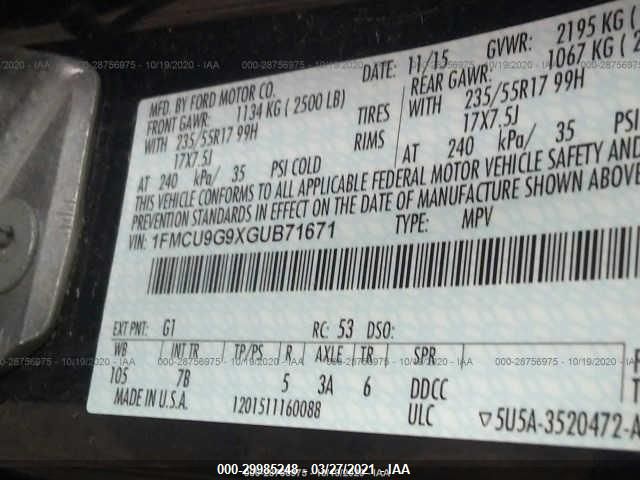 MFD. BY FORD MOTOR CO.
DATE: 11/15
GVWR: 2195 KG (
FRONT GAWR: 1134 KG ( 2500 LB)
REAR GAWR: 1067 KG ( 2
WITH 235/55R17 99H TIRES
WITH 235/55R17 99H
17X7.5J RIMS
17X7.5J
AT 240 kPa/ 35 PSI COLD
AT 240 kPa/ 35 PSI
THIS VEHICLE CONFORMS TO ALL APPLICABLE FEDERAL MOTOR VEHICLE SAFETY AND
PREVENTION STANDARDS IN EFFECT ON THE DATE OF MANUFACTURE SHOWN ABOVE
VIN: 1FMCU9G9XGUB71671
TYPE: MPV
EXT PNT: G1 RC: 53 DSO:
WB INT TR TP/PS R AXLE TR SPR
105 7B 5 3A 6 DDCC
MADE IN U.S.A. 1201511160088 ULC
5U5A-3520472-A
000-28756975 - 10/19/2020 - IAA
000-29985248 - 03/27/2021 - IAA